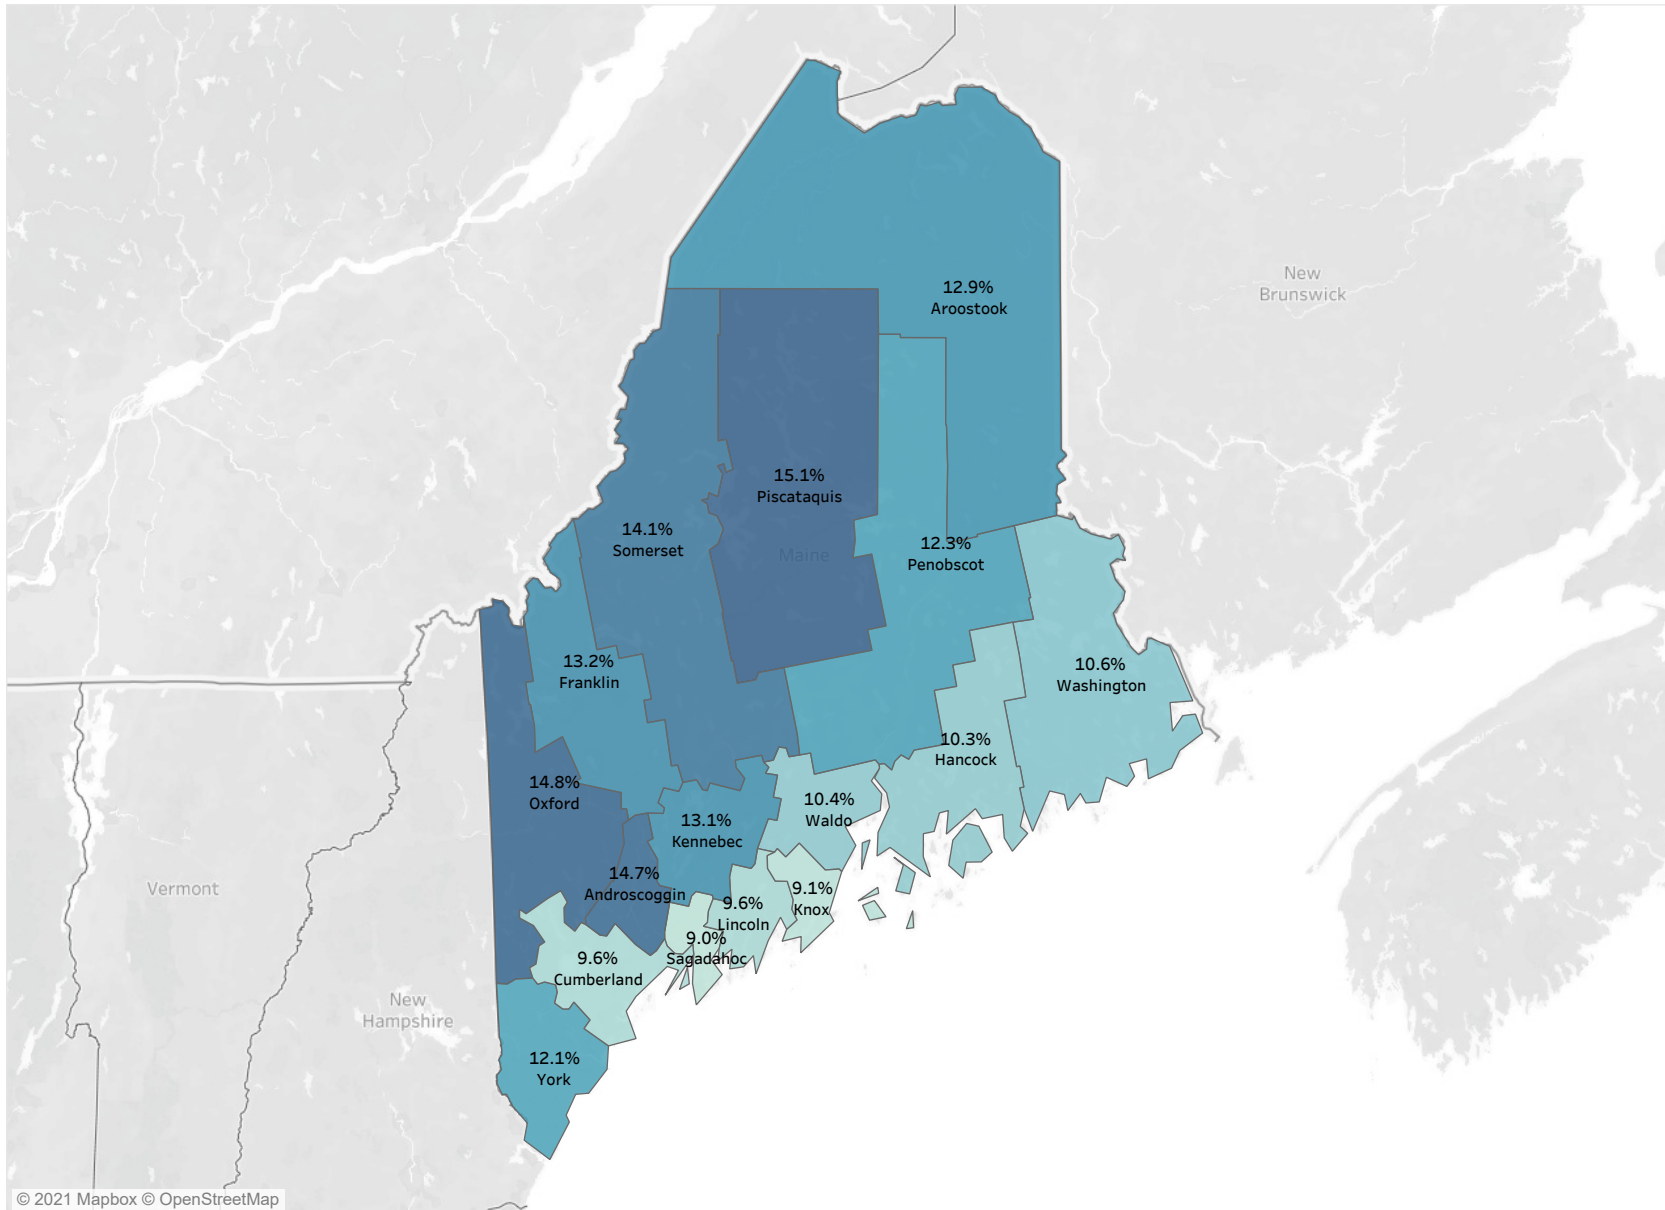 12.9%
Aroostook
New
Brunswick
15.1%
Piscataquis
14.1%
Somerset
Maine
12.3%
Penobscot
13.2%
Franklin
10.6%
Washington
10.3%
Hancock
14.8%
Oxford
10.4%
Waldo
13.1%
Kennebec
14.7%
Androscoggin
9.1%
Knox
9.6%
Lincoln
9.0%
Sagadahoc
9.6%
Cumberland
Vermont
New
Hampshire
12.1%
York
© 2021 Mapbox © OpenStreetMap